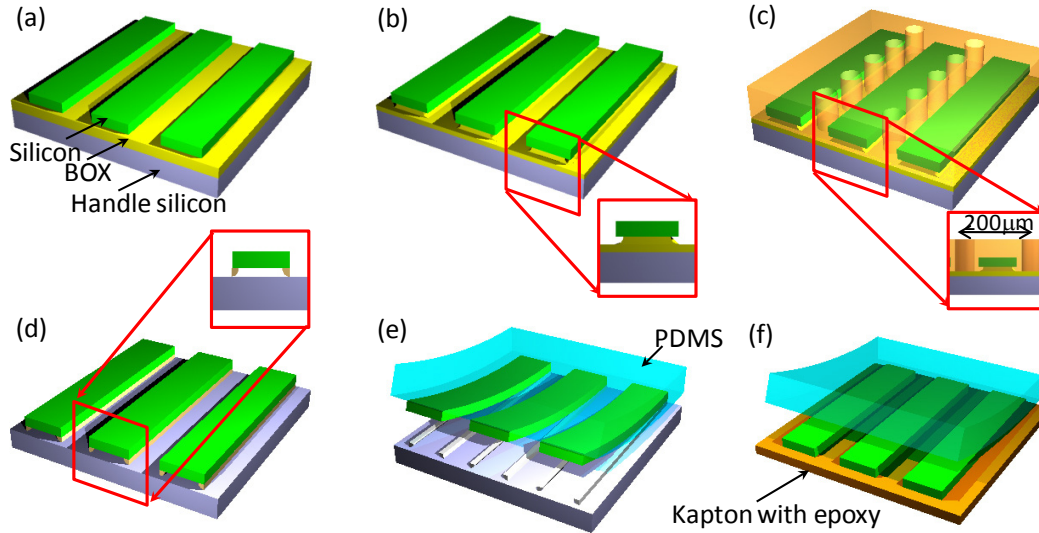 (a)
(b)
(c)
Silicon
BOX
Handle silicon
200μm
(d)
(e)
PDMS
(f)
Kapton with epoxy